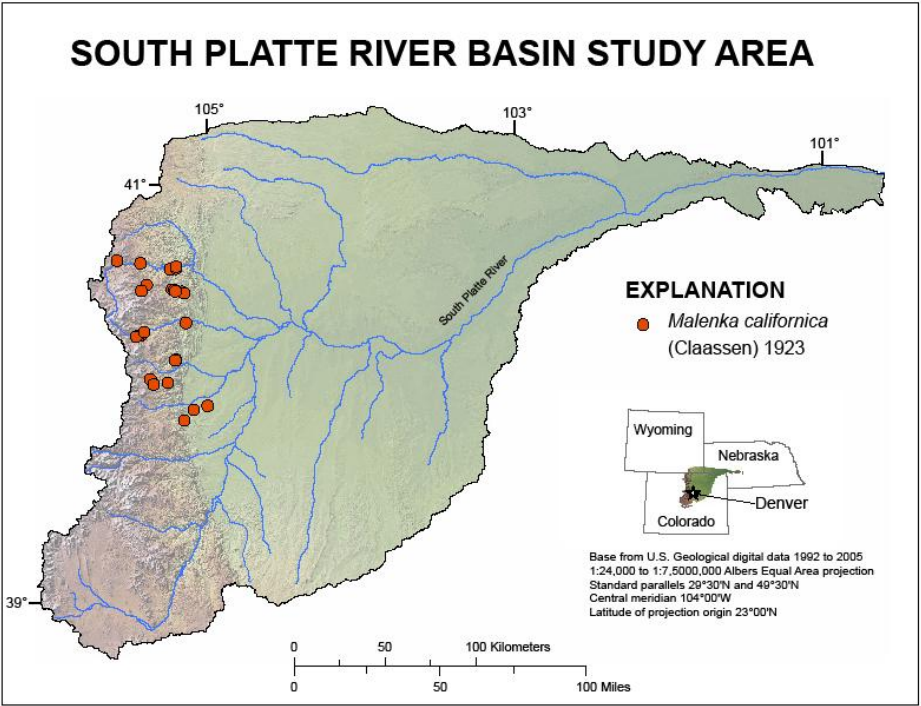 SOUTH PLATTE RIVER BASIN STUDY AREA
105°
103°
101°
41°
South Platte River
EXPLANATION
Malenka californica
(Claassen) 1923
Wyoming
Nebraska
Denver
Colorado
Base from U.S. Geological digital data 1992 to 2005
1:24,000 to 1:7,5000,000 Albers Equal Area projection
Standard parallels 29°30'N and 49°30'N
Central meridian 104°00'W
Latitude of projection origin 23°00'N
39°
0 50 100 Kilometers
0 50 100 Miles